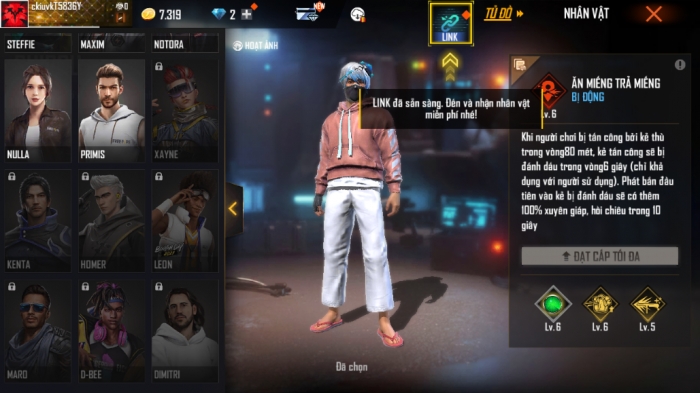 ckiuvkT5836Y
0
7.319
2
NEW
LINK
TỰ ĐỘ
NHÂN VẬT
STEFFIE
MAXIM
NOTORA
HOẠT ẢNH
LINK đã sẵn sàng. Đến và nhận nhân vật
miễn phí nhé!
ĂN MIẾNG TRẢ MIẾNG
BỊ ĐỘNG
Lv.6
NULLA
PRIMIS
XAYNE
Khi người chơi bị tấn công bởi kẻ thù
trong vòng80 mét, kẻ tấn công sẽ bị
đánh dấu trong vòng6 giây (chỉ khả
dụng với người sử dụng). Phát bắn đầu
tiên vào kẻ bị đánh dấu sẽ có thêm
100% xuyên giáp, hồi chiêu trong 10
giây
ĐẠT CẤP TỐI ĐA
KENTA
HOMER
LEON
Lv.6
Lv.6
Lv.5
MARO
D-BEE
DIMITRI
Đã chọn